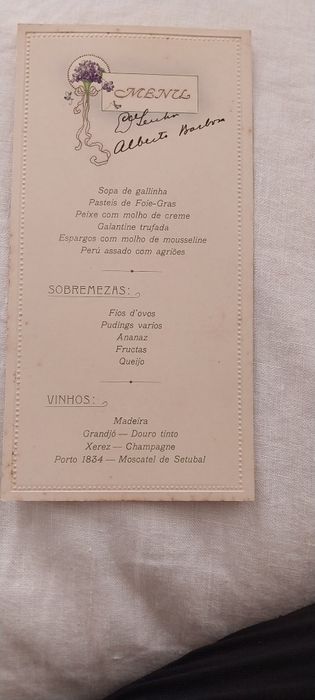 MENU
Alberto Barbosa
Sopa de gallinha
Pasteis de Foie-Gras
Peixe com molho de creme
Galantine trufada
Espargos com molho de mousseline
Perú assado com agriões
SOBREMEZAS:
Fios d'ovos
Pudings varios
Ananaz
Fructas
Queijo
VINHOS:
Madeira
Grandjó — Douro tinto
Xerez — Champagne
Porto 1834 — Moscatel de Setubal